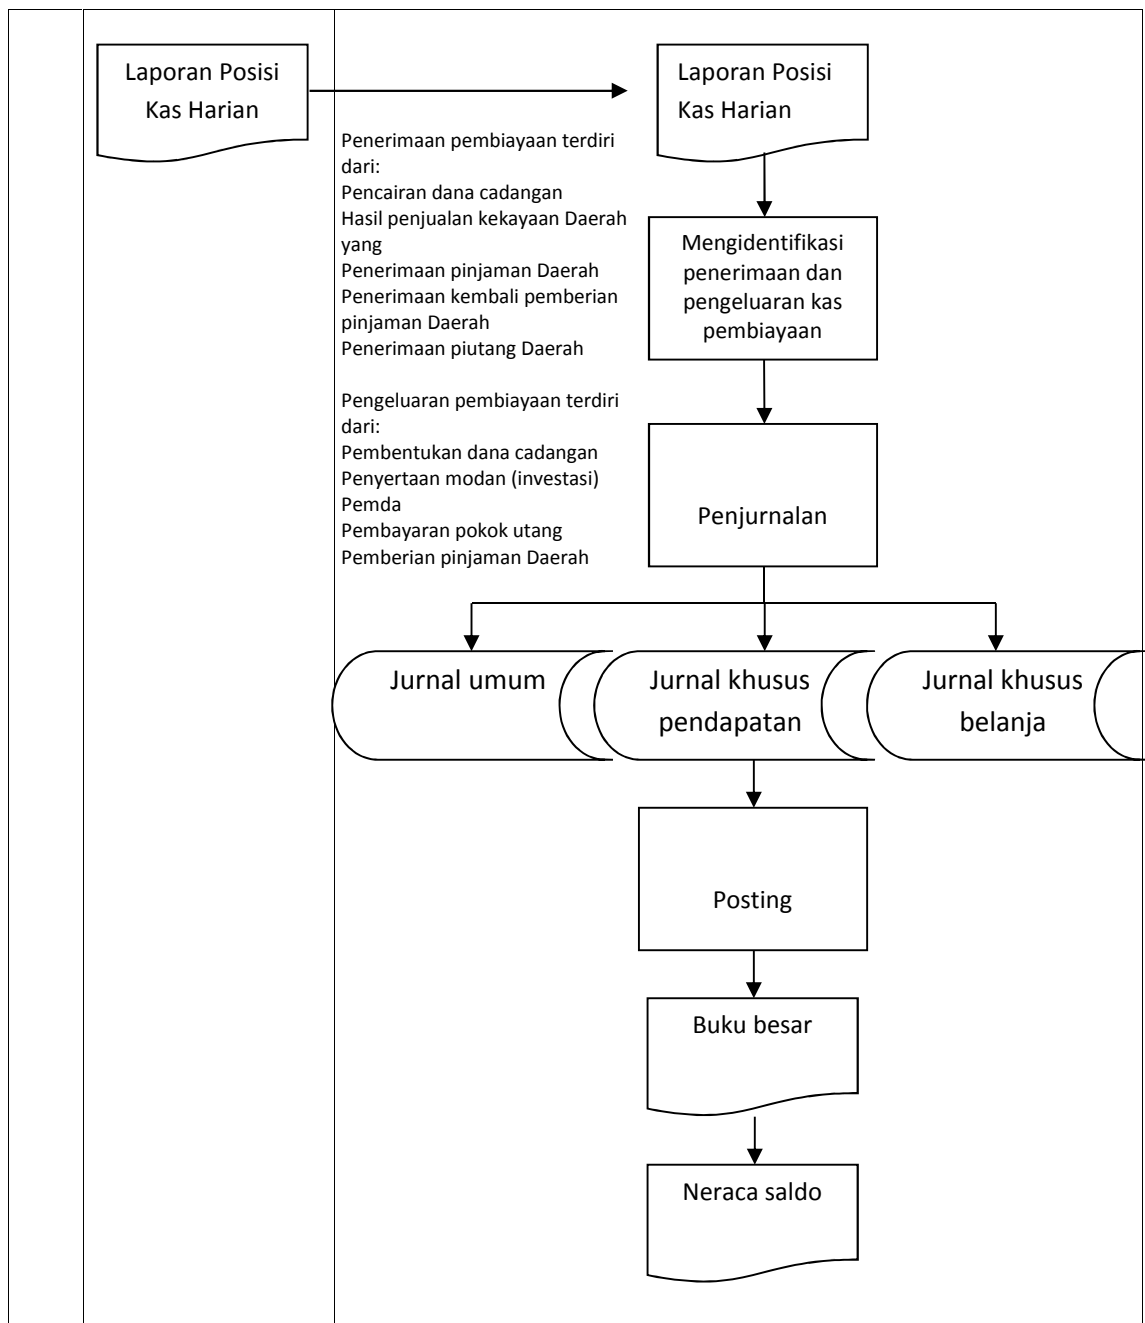 Laporan Posisi
Kas Harian
Laporan Posisi
Kas Harian
Penerimaan pembiayaan terdiri
dari:
Pencairan dana cadangan
Hasil penjualan kekayaan Daerah
yang
Penerimaan pinjaman Daerah
Penerimaan kembali pemberian
pinjaman Daerah
Penerimaan piutang Daerah
Pengeluaran pembiayaan terdiri
dari:
Pembentukan dana cadangan
Penyertaan modan (investasi)
Pemda
Pembayaran pokok utang
Pemberian pinjaman Daerah
Mengidentifikasi
penerimaan dan
pengeluaran kas
pembiayaan
Penjurnalan
Jurnal umum
Jurnal khusus
pendapatan
Jurnal khusus
belanja
Posting
Buku besar
Neraca saldo